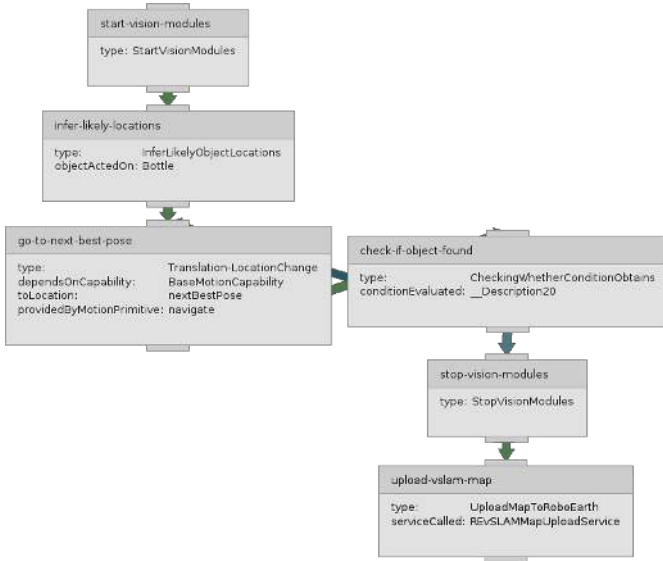 start-vision-modules
type: StartVisionModules
infer-likely-locations
type: InferLikelyObjectLocations
objectActedOn: Bottle
go-to-next-best-pose
type: Translation-LocationChange
dependsOnCapability: BaseMotionCapability
toLocation: nextBestPose
providedByMotionPrimitive: navigate
check-if-object-found
type: CheckingWhetherConditionObtains
conditionEvaluated: __Description20
stop-vision-modules
type: StopVisionModules
upload-vslam-map
type: UploadMapToRoboEarth
serviceCalled: REvSLAMMapUploadService